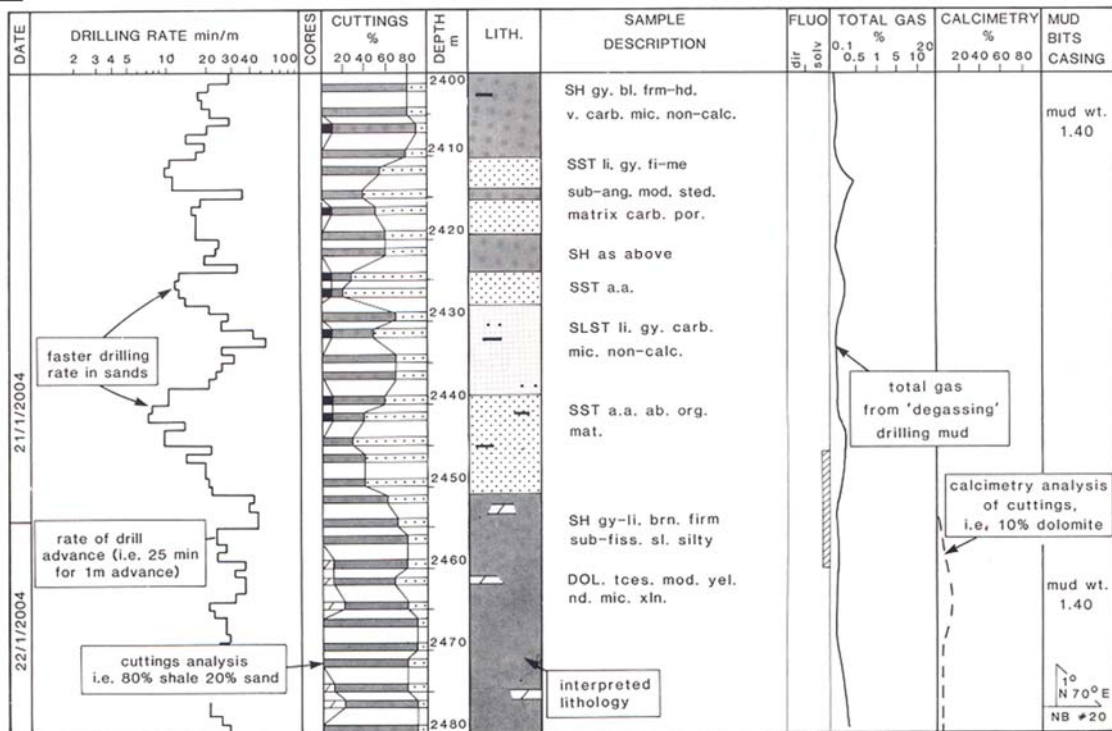 DATE
DRILLING RATE min/m
2 3 4 5 10 20 30 40 100
CORES
CUTTINGS
%
20 40 60 80
DEPTH
m
LITH.
SAMPLE
DESCRIPTION
FLUO
dir
solv
TOTAL GAS
%
0.1 20
0.5 1 10
CALCIMETRY
%
20 40 60 80
MUD
BITS
CASING
21/1/2004
22/1/2004
2400
2410
2420
2430
2440
2450
2460
2470
2480
SH gy. bl. frm-hd.
v. carb. mic. non-calc.
SST li. gy. fi-me
sub-ang. mod. sted.
matrix carb. por.
SH as above
SST a.a.
SLST li. gy. carb.
mic. non-calc.
SST a.a. ab. org.
mat.
SH gy-li. brn. firm
sub-fiss. sl. silty
DOL. tces. mod. yel.
nd. mic. xln.
mud wt.
1.40
mud wt.
1.40
1°
N 70° E
NB #20
faster drilling
rate in sands
rate of drill
advance (i.e. 25 min
for 1m advance)
cuttings analysis
i.e. 80% shale 20% sand
interpreted
lithology
total gas
from 'degassing'
drilling mud
calcimetry analysis
of cuttings,
i.e. 10% dolomite